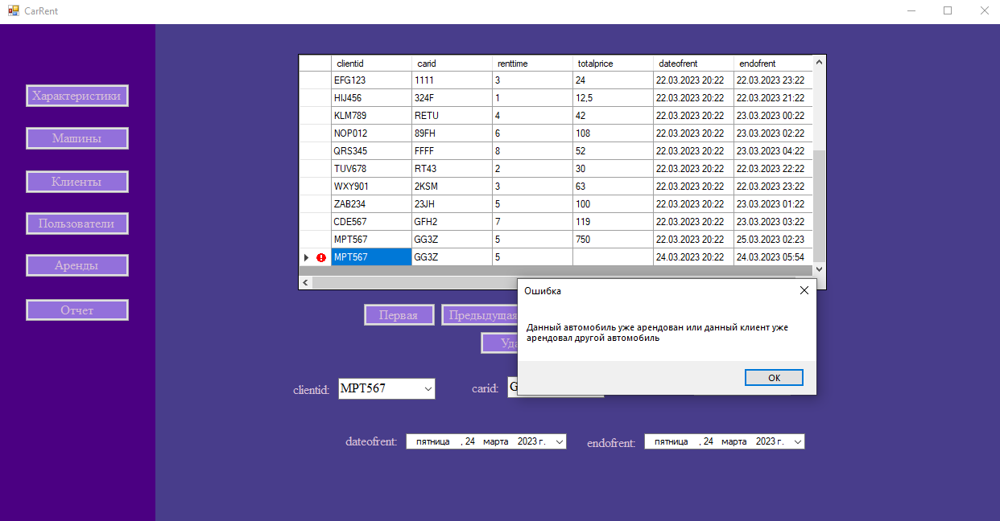 CarRent
clientid carid renttime totalprice dateofrent endofrent
EFG123 1111 3 24 22.03.2023 20:22 22.03.2023 23:22
HIJ456 324F 1 12,5 22.03.2023 20:22 22.03.2023 21:22
KLM789 RETU 4 42 22.03.2023 20:22 23.03.2023 00:22
NOP012 89FH 6 108 22.03.2023 20:22 23.03.2023 02:22
QRS345 FFFF 8 52 22.03.2023 20:22 23.03.2023 04:22
TUV678 RT43 2 30 22.03.2023 20:22 22.03.2023 22:22
WXY901 2KSM 3 63 22.03.2023 20:22 22.03.2023 23:22
ZAB234 23JH 5 100 22.03.2023 20:22 23.03.2023 01:22
CDE567 GFH2 7 119 22.03.2023 20:22 23.03.2023 03:22
MPT567 GG3Z 5 750 22.03.2023 20:22 25.03.2023 02:23
MPT567 GG3Z 5 24.03.2023 20:22 24.03.2023 05:54
Характеристики
Машины
Клиенты
Пользователи
Аренды
Отчет
Первая Предыдущая
Уда
Ошибка
Данный автомобиль уже арендован или данный клиент уже
арендовал другой автомобиль
OK
clientid: MPT567 carid: G
dateofrent: пятница , 24 марта 2023 г. endofrent: пятница , 24 марта 2023 г.